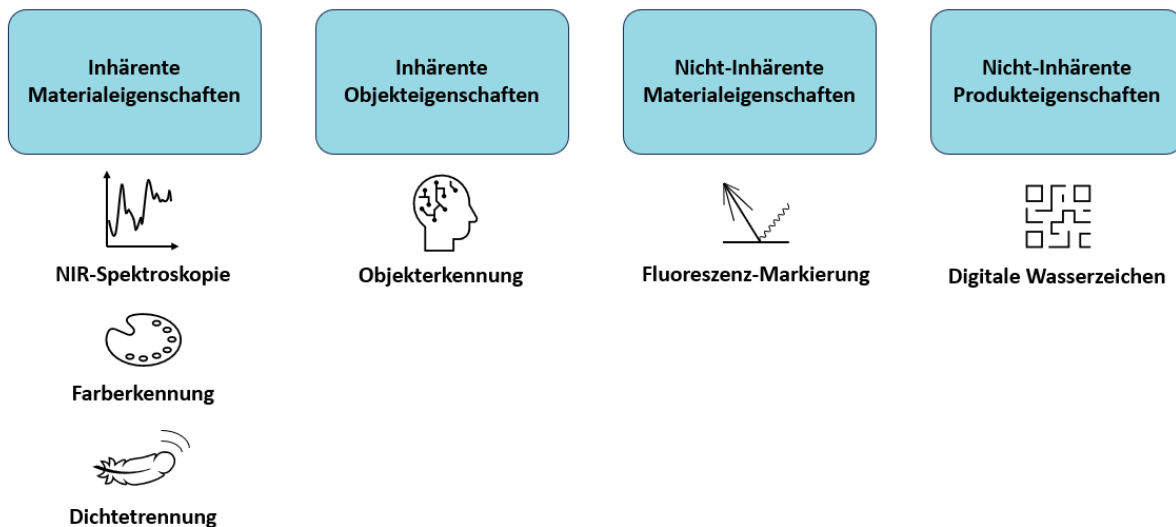 Inhärente
Materialeigenschaften
Inhärente
Objekteigenschaften
Nicht-Inhärente
Materialeigenschaften
Nicht-Inhärente
Produkteigenschaften
NIR-Spektroskopie
Objekterkennung
Fluoreszenz-Markierung
Digitale Wasserzeichen
Farberkennung
Dichtetrennung